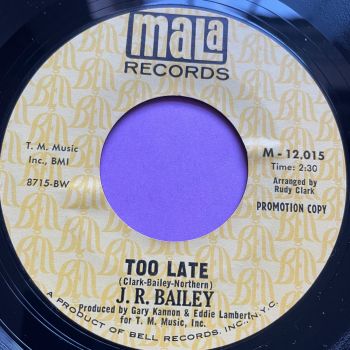 mala
RECORDS
T. M. Music
Inc., BMI
8715-BW
M-12.015
Time: 2:30
Arranged by
Rudy Clark
PROMOTION COPY
TOO LATE
(Clark-Bailey-Northern)
J. R. BAILEY
Produced by Gary Kannon & Eddie Lambert
for T. M. Music, Inc.
A PRODUCT OF BELL RECORDS, INC., N.Y.C.